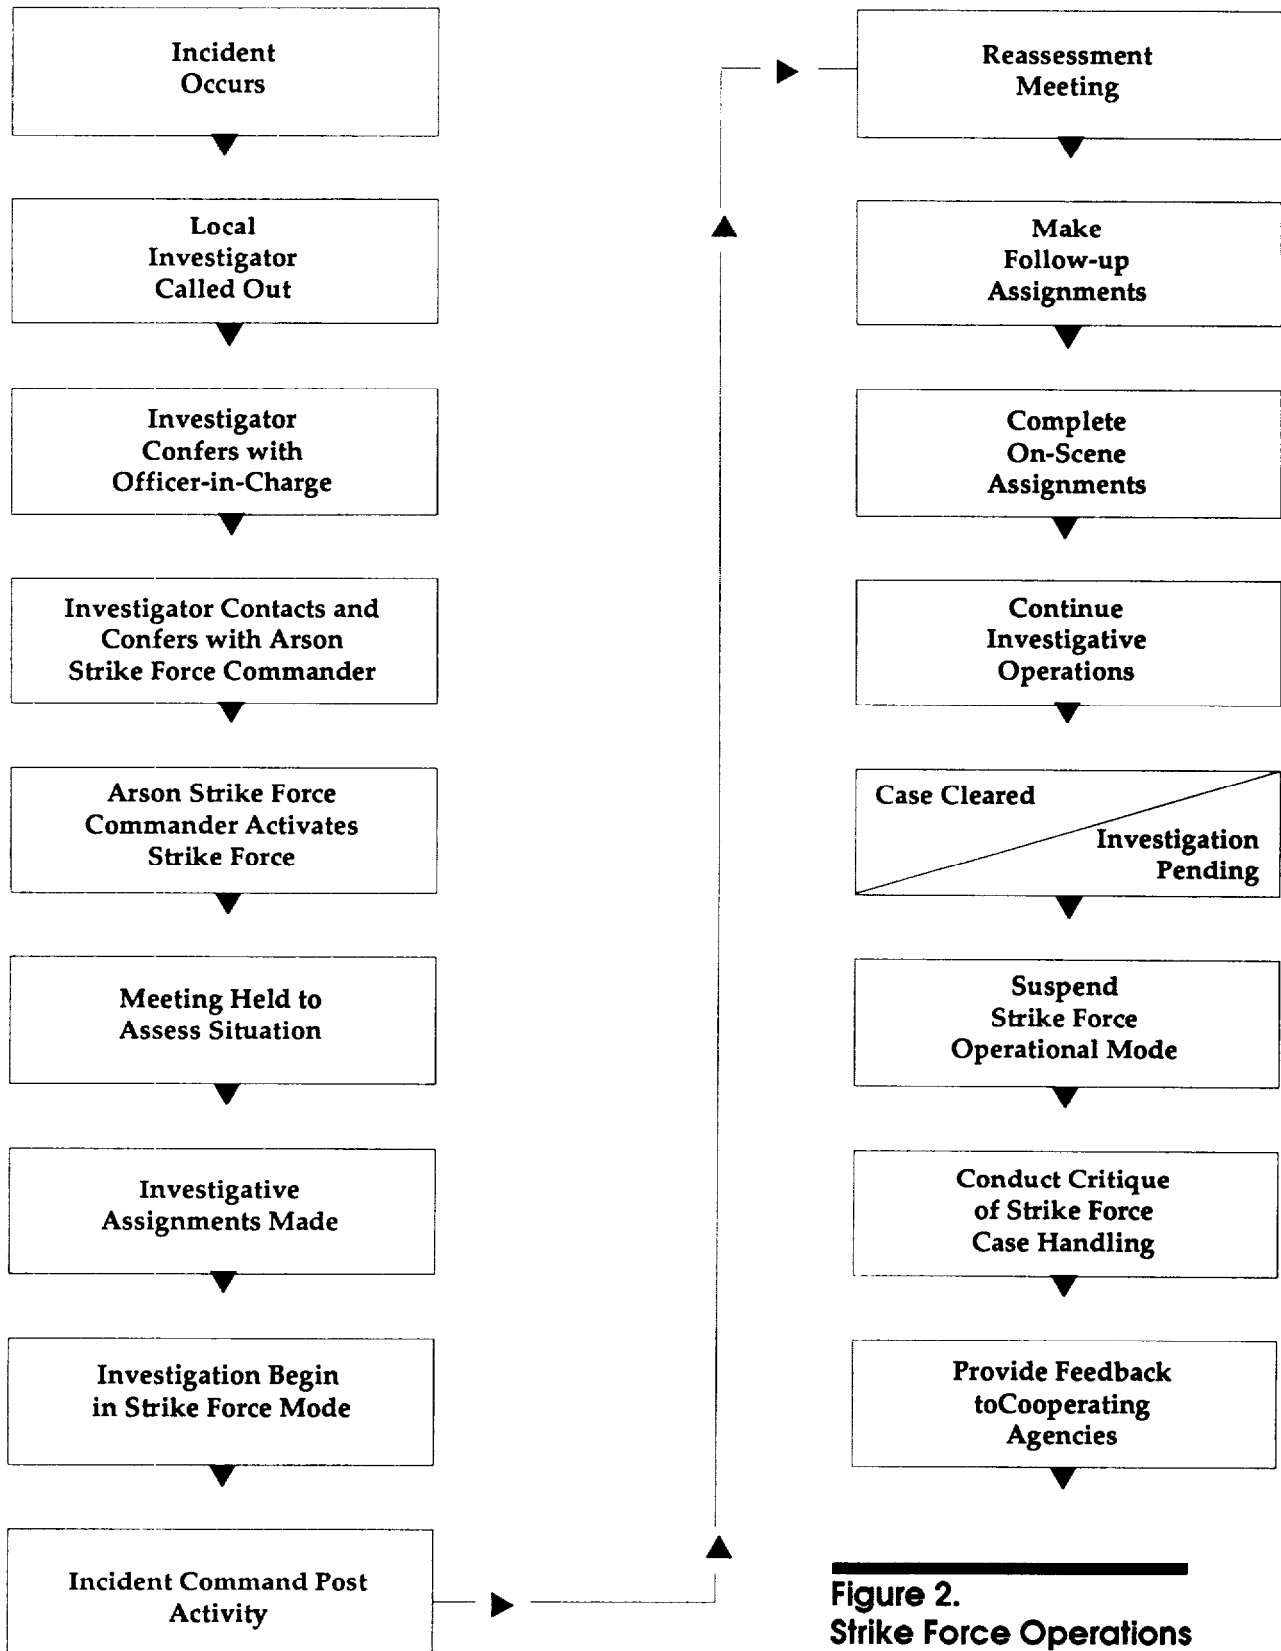 Incident
Occurs
Local
Investigator
Called Out
Investigator
Confers with
Officer-in-Charge
Investigator Contacts and
Confers with Arson
Strike Force Commander
Arson Strike Force
Commander Activates
Strike Force
Meeting Held to
Assess Situation
Investigative
Assignments Made
Investigation Begin
in Strike Force Mode
Incident Command Post
Activity
Reassessment
Meeting
Make
Follow-up
Assignments
Complete
On-Scene
Assignments
Continue
Investigative
Operations
Case Cleared
Investigation
Pending
Suspend
Strike Force
Operational Mode
Conduct Critique
of Strike Force
Case Handling
Provide Feedback
toCooperating
Agencies
Figure 2.
Strike Force Operations